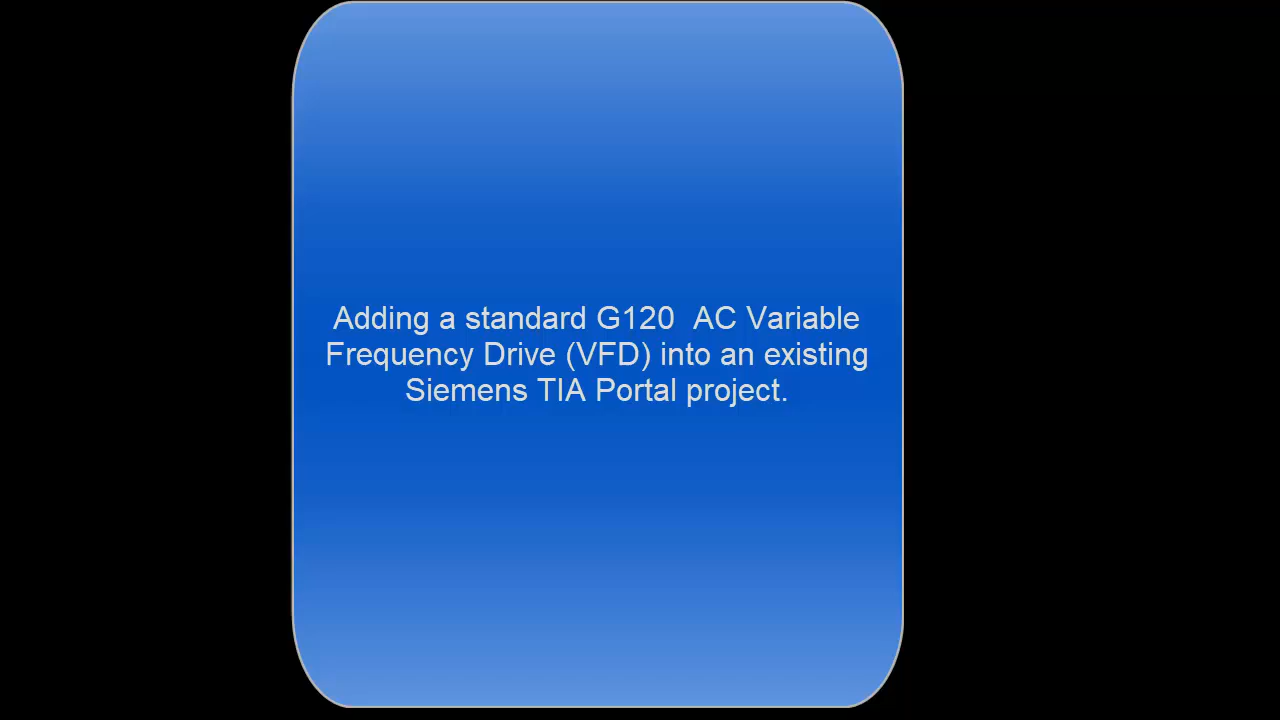 Adding a standard G120  AC Variable
Frequency Drive (VFD) into an existing
Siemens TIA Portal project.